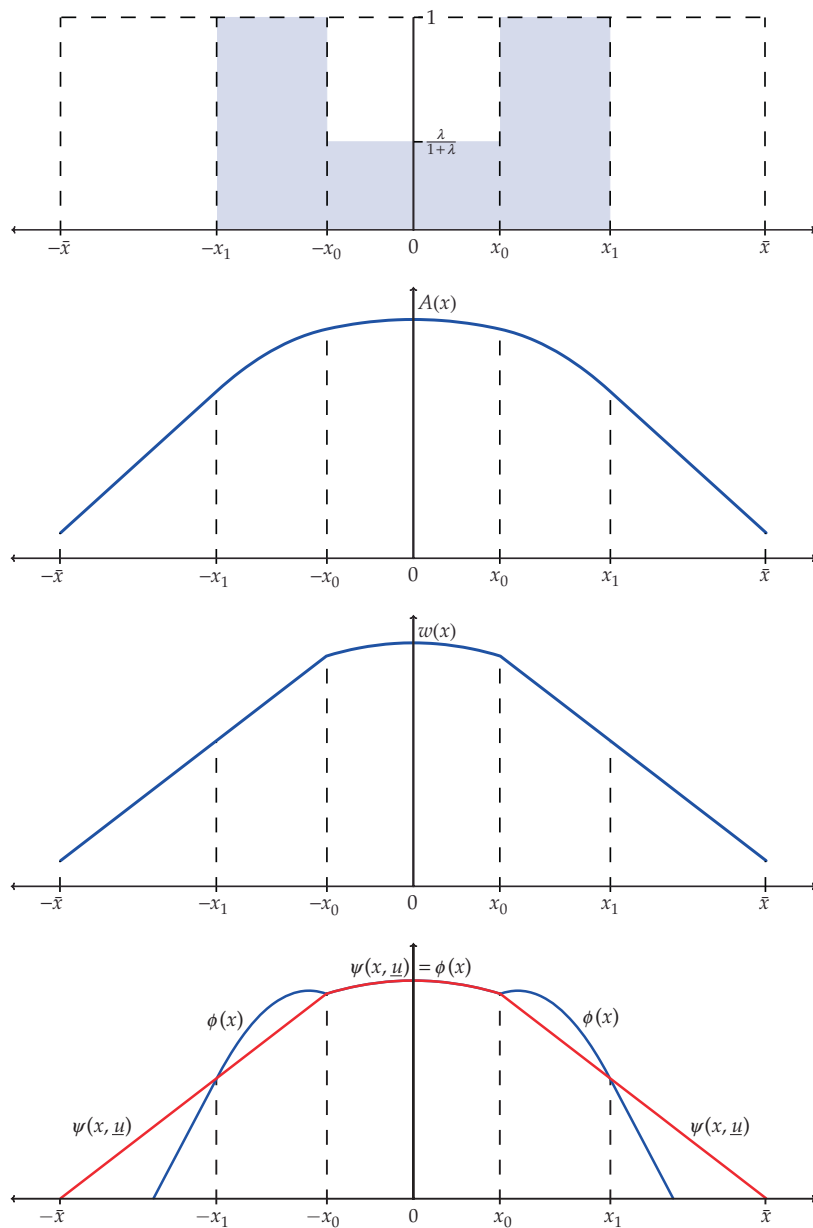 1
λ/(1+λ)
−x̄ −x₁ −x₀ 0 x₀ x₁ x̄
A(x)
−x̄ −x₁ −x₀ 0 x₀ x₁ x̄
w(x)
−x̄ −x₁ −x₀ 0 x₀ x₁ x̄
ψ(x, u̲) = ϕ(x)
ϕ(x) ϕ(x)
ψ(x, u̲) ψ(x, u̲)
−x̄ −x₁ −x₀ 0 x₀ x₁ x̄